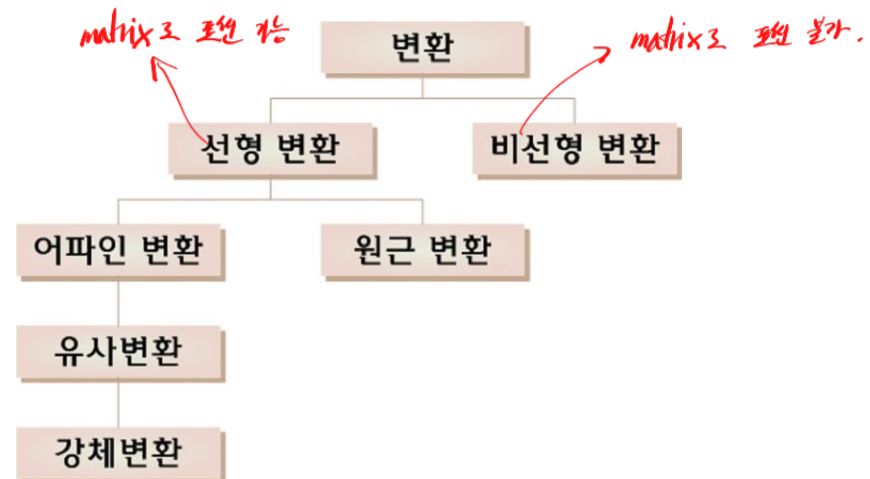 matrix로 표현 가능
변환
matrix로 표현 불가.
선형 변환
비선형 변환
어파인 변환
원근 변환
유사변환
강체변환